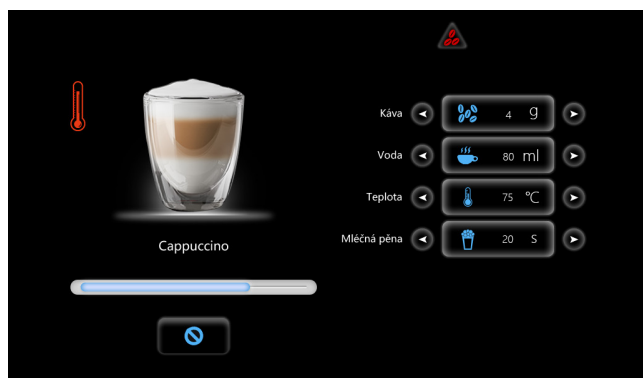 Káva 4 g
Voda 80 ml
Teplota 75 °C
Mléčná pěna 20 s
Cappuccino